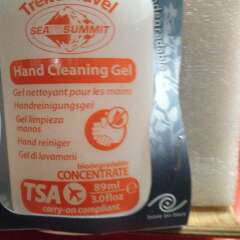 Trek Travel
SEA TO SUMMIT
Hand Cleaning Gel
Gel nettoyant pour les mains
Handreinigungsgel
Gel limpieza
manos
Hand reiniger
Gel di lavamani
biodegradable
CONCENTRATE
TSA
89ml
3.0floz
carry-on compliant